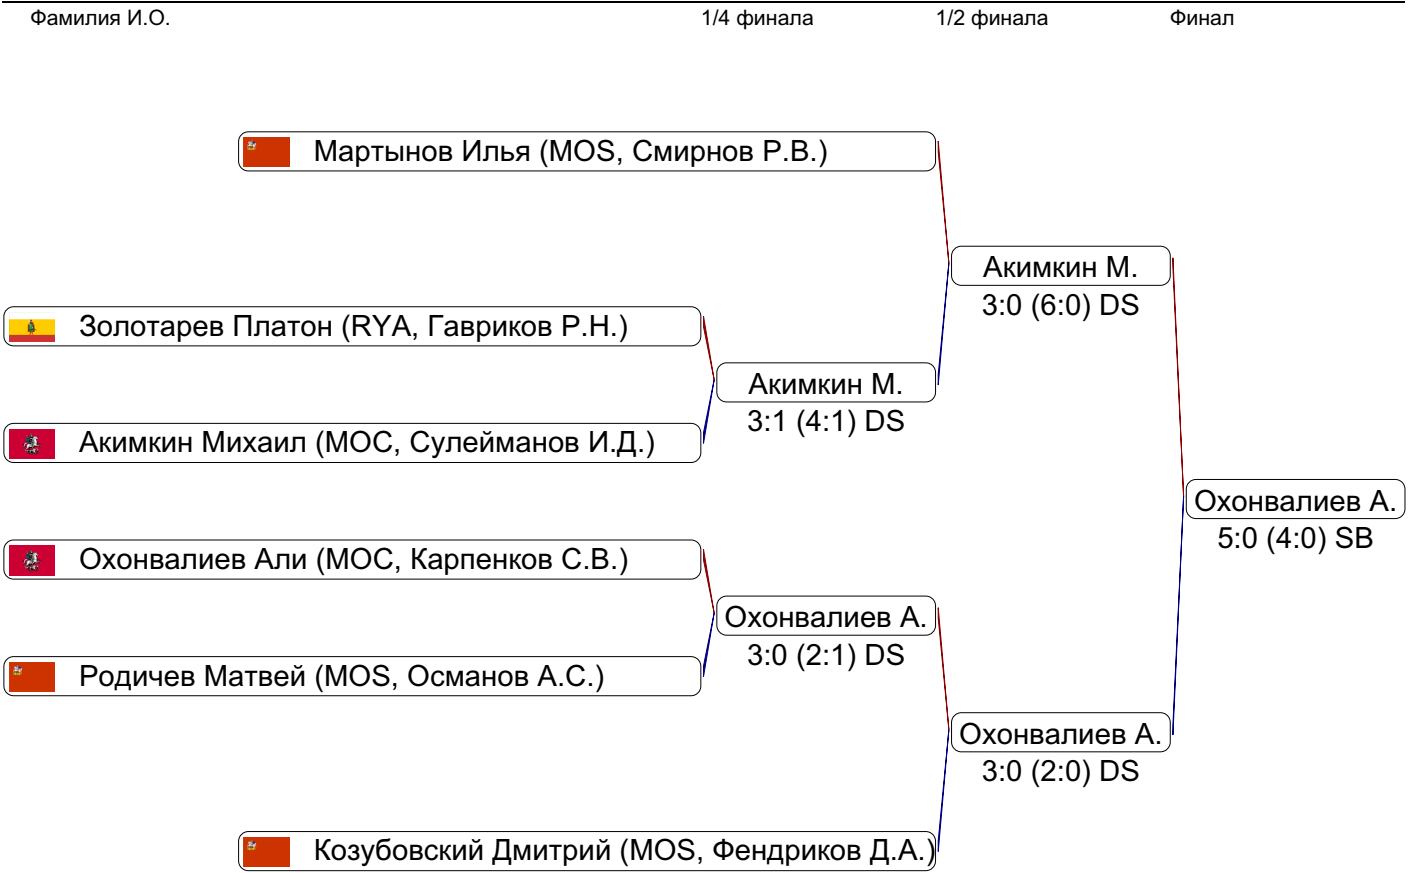 Фамилия И.О. 1/4 финала 1/2 финала Финал
Мартынов Илья (MOS, Смирнов Р.В.)
Акимкин М.
3:0 (6:0) DS
Золотарев Платон (RYA, Гавриков Р.Н.)
Акимкин М.
3:1 (4:1) DS
Акимкин Михаил (МОС, Сулейманов И.Д.)
Охонвалиев А.
5:0 (4:0) SB
Охонвалиев Али (МОС, Карпенков С.В.)
Охонвалиев А.
3:0 (2:1) DS
Родичев Матвей (MOS, Османов А.С.)
Охонвалиев А.
3:0 (2:0) DS
Козубовский Дмитрий (MOS, Фендриков Д.А.)